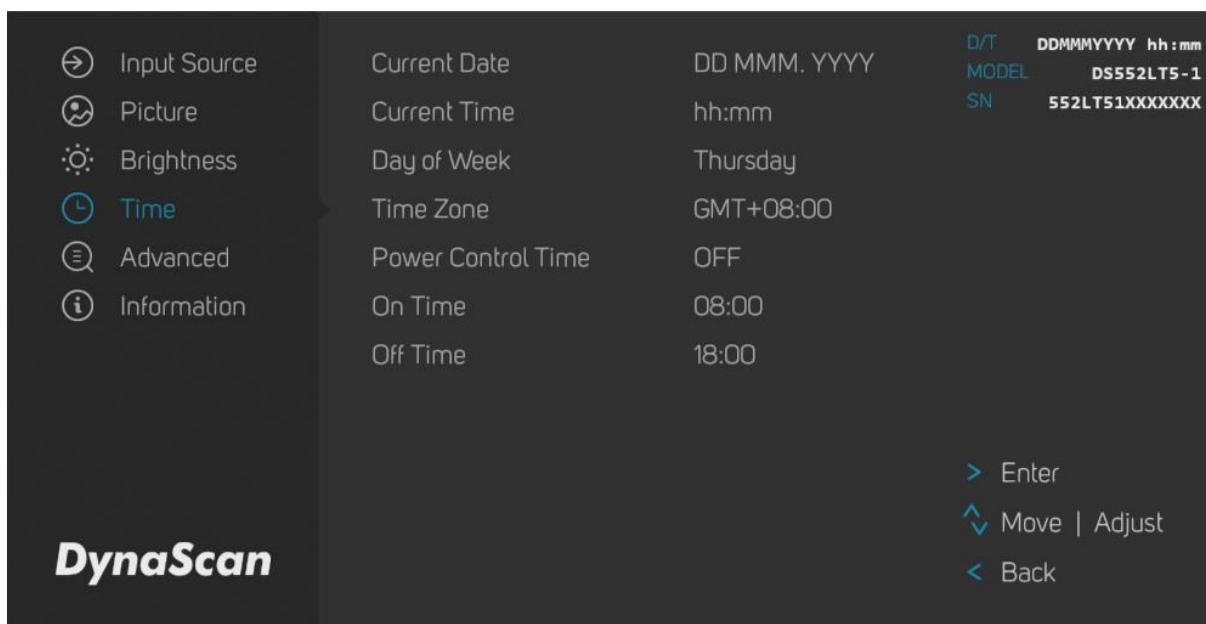 Input Source
Picture
Brightness
Time
Advanced
Information
DynaScan
Current Date DD MMM. YYYY
Current Time hh:mm
Day of Week Thursday
Time Zone GMT+08:00
Power Control Time OFF
On Time 08:00
Off Time 18:00
D/T DDMMMYYYY hh:mm
MODEL DS552LT5-1
SN 552LT51XXXXXXX
> Enter
Move | Adjust
< Back